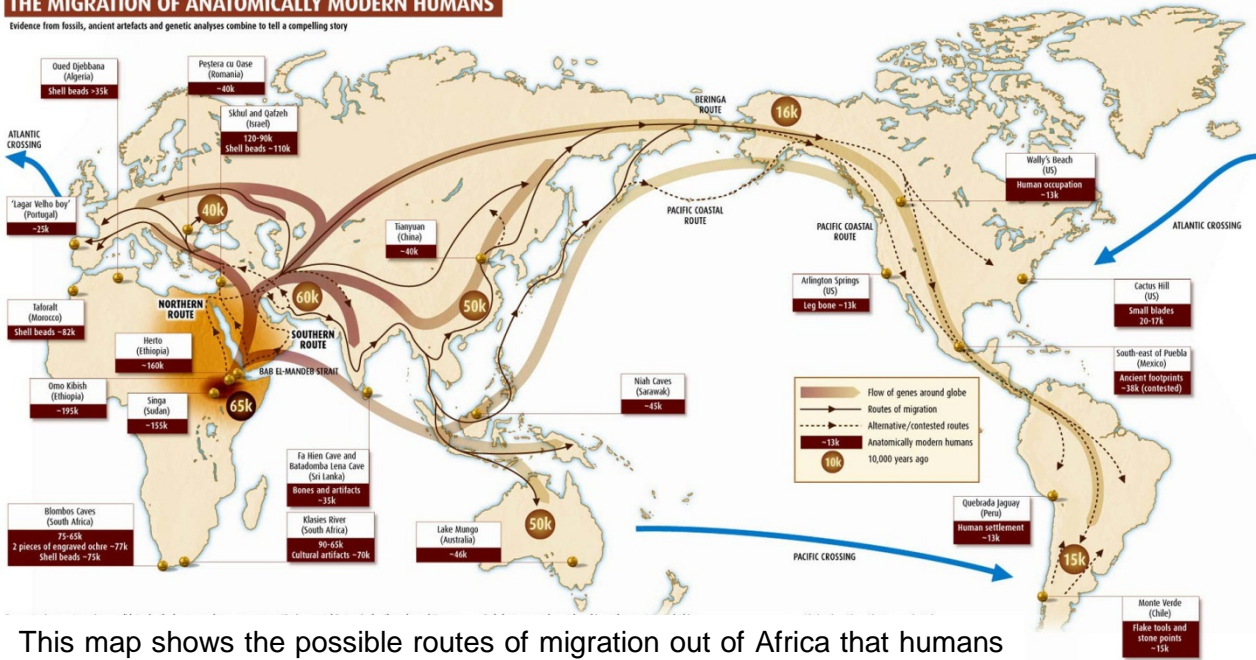 THE MIGRATION OF ANATOMICALLY MODERN HUMANS
Evidence from fossils, ancient artefacts and genetic analyses combine to tell a compelling story
Oued Djebbana
(Algeria)
Shell beads >35k
Peştera cu Oase
(Romania)
~40k
Skhul and Qafzeh
(Israel)
120-90k
Shell beads ~110k
ATLANTIC
CROSSING
'Lagar Velho boy'
(Portugal)
~25k
40k
Tianyuan
(China)
~40k
BERINGA
ROUTE
16k
PACIFIC COASTAL
ROUTE
Wally's Beach
(US)
Human occupation
~13k
PACIFIC COASTAL
ROUTE
ATLANTIC CROSSING
Arlington Springs
(US)
Leg bone ~13k
Cactus Hill
(US)
Small blades
20-17k
Taforalt
(Morocco)
Shell beads ~82k
NORTHERN
ROUTE
60k
50k
SOUTHERN
ROUTE
BAB EL-MANDEB STRAIT
Herto
(Ethiopia)
~160k
Omo Kibish
(Ethiopia)
~195k
Singa
(Sudan)
~155k
65k
Niah Caves
(Sarawak)
~45k
South-east of Puebla
(Mexico)
Ancient footprints
~38k (contested)
Flow of genes around globe
Routes of migration
Alternative/contested routes
~13k Anatomically modern humans
10k 10,000 years ago
Fa Hien Cave and
Batadomba Lena Cave
(Sri Lanka)
Bones and artifacts
~35k
Blombos Caves
(South Africa)
75-65k
2 pieces of engraved ochre ~77k
Shell beads ~75k
Klasies River
(South Africa)
90-65k
Cultural artifacts ~70k
Lake Mungo
(Australia)
~46k
50k
PACIFIC CROSSING
Quebrada Jaguay
(Peru)
Human settlement
~13k
15k
Monte Verde
(Chile)
Flake tools and
stone points
~15k
This map shows the possible routes of migration out of Africa that humans